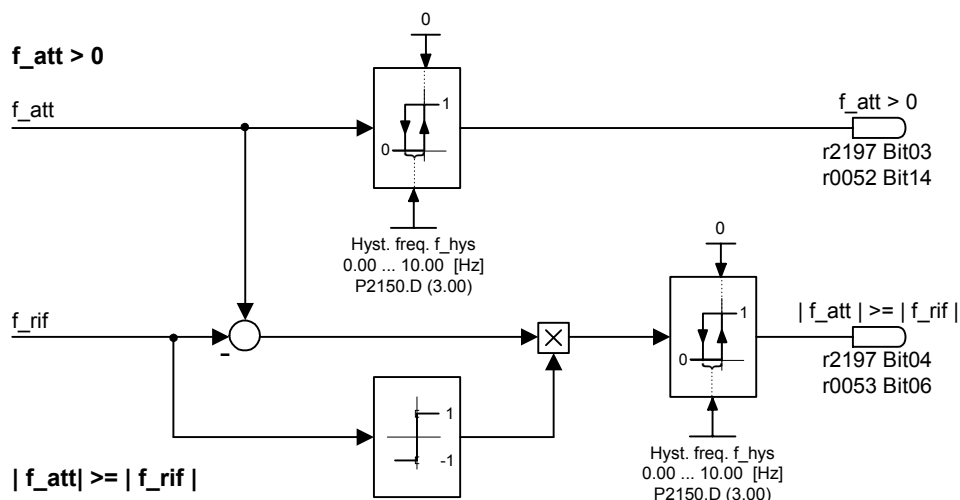 0
f_att > 0
f_att
1
0
f_att > 0
r2197 Bit03
r0052 Bit14
Hyst. freq. f_hys
0.00 ... 10.00 [Hz]
P2150.D (3.00)
0
f_rif
-
1
0
| f_att | >= | f_rif |
r2197 Bit04
r0053 Bit06
1
-1
Hyst. freq. f_hys
0.00 ... 10.00 [Hz]
P2150.D (3.00)
| f_att| >= | f_rif |